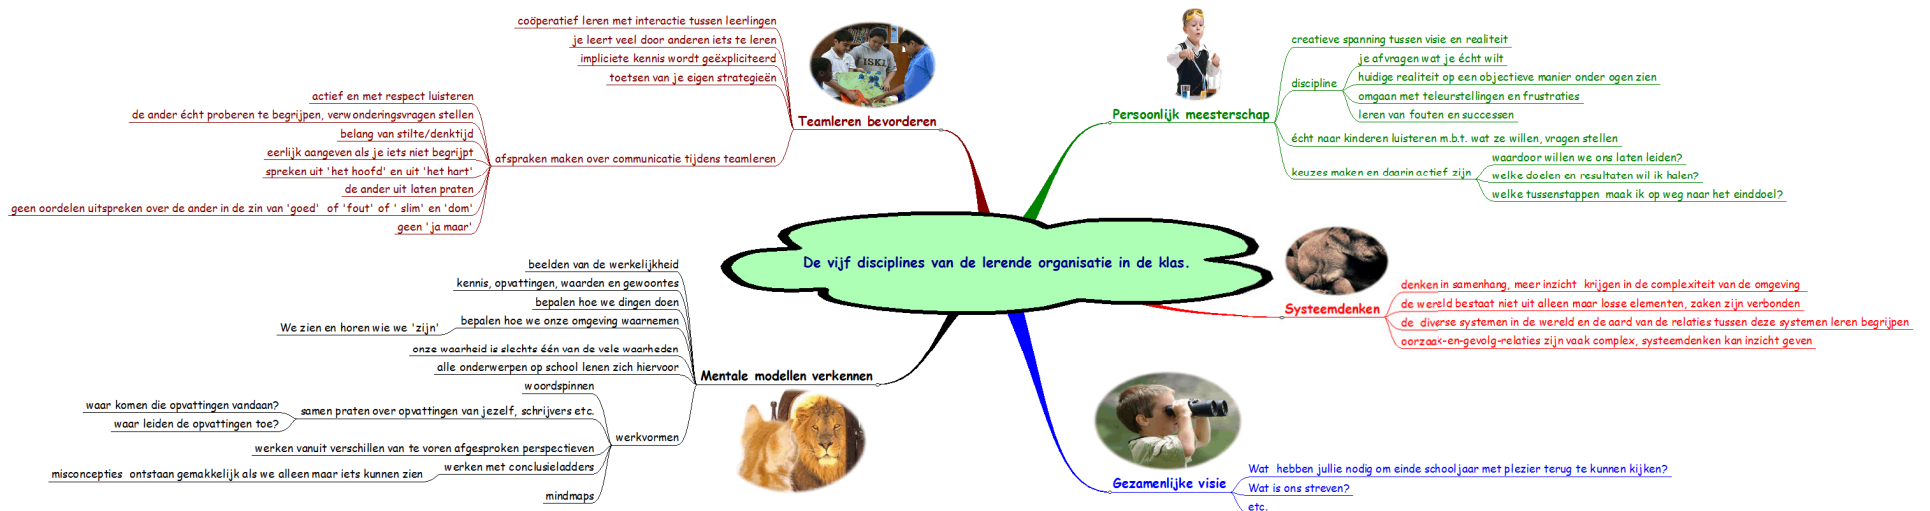 De vijf disciplines van de lerende organisatie in de klas.
Persoonlijk meesterschap
creatieve spanning tussen visie en realiteit
discipline
je afvragen wat je écht wilt
huidige realiteit op een objectieve manier onder ogen zien
omgaan met teleurstellingen en frustraties
leren van fouten en successen
écht naar kinderen luisteren m.b.t. wat ze willen, vragen stellen
keuzes maken en daarin actief zijn
waardoor willen we ons laten leiden?
welke doelen en resultaten wil ik halen?
welke tussenstappen maak ik op weg naar het einddoel?
Systeemdenken
denken in samenhang, meer inzicht krijgen in de complexiteit van de omgeving
de wereld bestaat niet uit alleen maar losse elementen, zaken zijn verbonden
de diverse systemen in de wereld en de aard van de relaties tussen deze systemen leren begrijpen
oorzaak-en-gevolg-relaties zijn vaak complex, systeemdenken kan inzicht geven
Gezamenlijke visie
Wat hebben jullie nodig om einde schooljaar met plezier terug te kunnen kijken?
Wat is ons streven?
etc.
Mentale modellen verkennen
beelden van de werkelijkheid
kennis, opvattingen, waarden en gewoontes
bepalen hoe we dingen doen
bepalen hoe we onze omgeving waarnemen
We zien en horen wie we 'zijn'
onze waarheid is slechts één van de vele waarheden
alle onderwerpen op school lenen zich hiervoor
werkvormen
woordspinnen
samen praten over opvattingen van jezelf, schrijvers etc.
waar komen die opvattingen vandaan?
waar leiden de opvattingen toe?
werken vanuit verschillen van te voren afgesproken perspectieven
werken met conclusieladders
misconcepties ontstaan gemakkelijk als we alleen maar iets kunnen zien
mindmaps
Teamleren bevorderen
coöperatief leren met interactie tussen leerlingen
je leert veel door anderen iets te leren
impliciete kennis wordt geëxpliciteerd
toetsen van je eigen strategieën
afspraken maken over communicatie tijdens teamleren
actief en met respect luisteren
de ander écht proberen te begrijpen, verwonderingsvragen stellen
belang van stilte/denktijd
eerlijk aangeven als je iets niet begrijpt
spreken uit 'het hoofd' en uit 'het hart'
de ander uit laten praten
geen oordelen uitspreken over de ander in de zin van 'goed' of 'fout' of ' slim' en 'dom'
geen 'ja maar'
ISKL